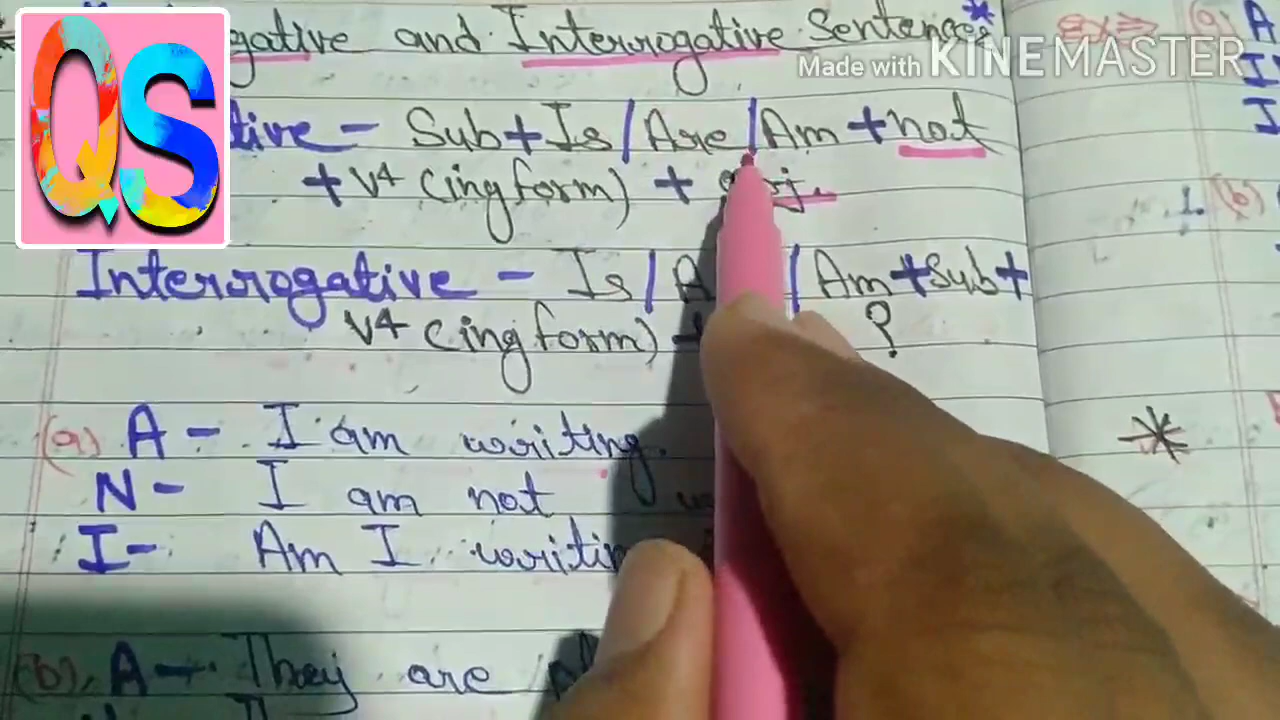 QS
gative and Interrogative Sentences*
Made with KINEMASTER
tive - Sub+Is/Are/Am+not
+V4 (ing form) +
Interrogative - Is/A /Am+Sub+
V4 (ing form) + ?
(a) A - I am writing.
N- I am not
I- Am I writin
(b). A- They are
ex⇒ (a) A
I
I
(b)